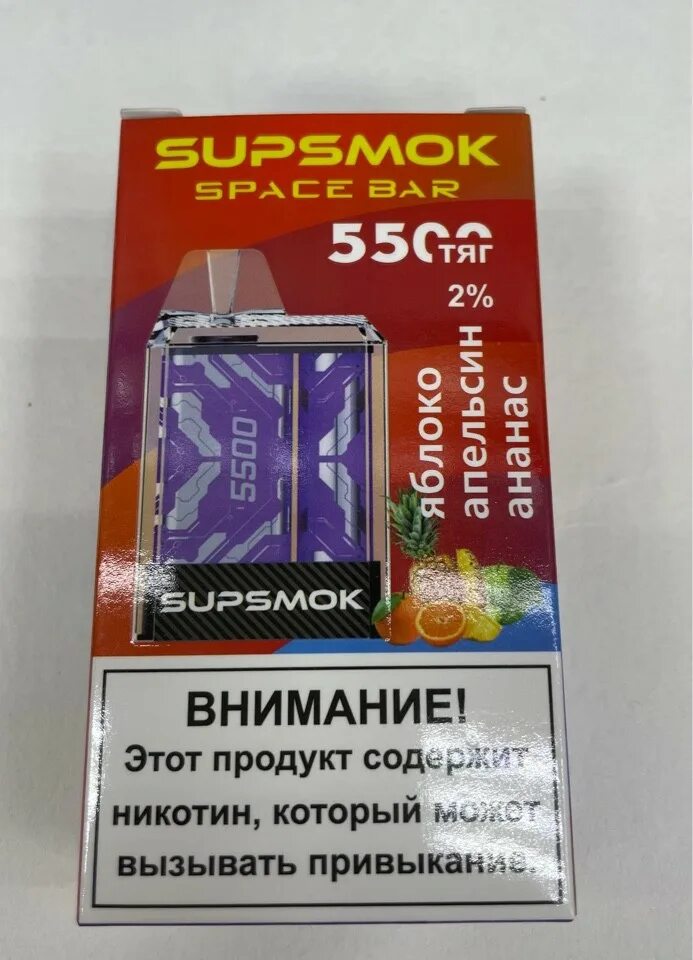 SUPSMOK
SPACE BAR
5500
ТЯГ
2%
яблоко
апельсин
ананас
5500
SUPSMOK
ВНИМАНИЕ!
Этот продукт содержит
никотин, который может
вызывать привыкание.